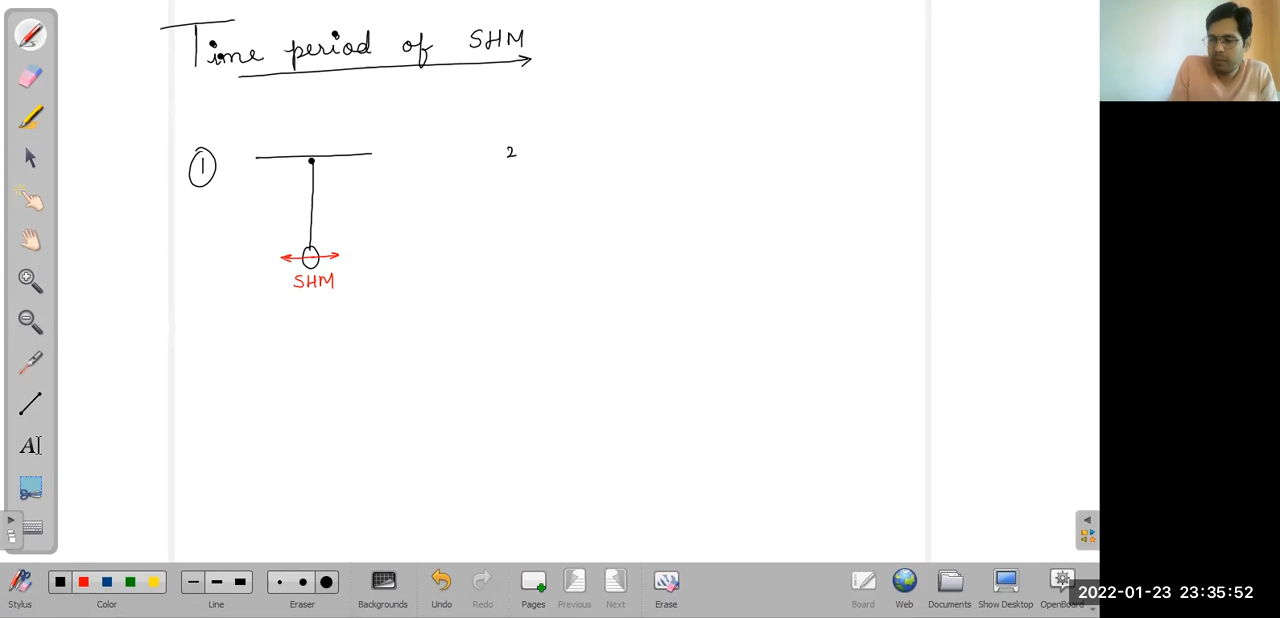 Time period of SHM
① 2
SHM
A
Stylus Color Line Eraser Backgrounds Undo Redo Pages Previous Next Erase Board Web Documents Show Desktop OpenBoard
2022-01-23 23:35:52